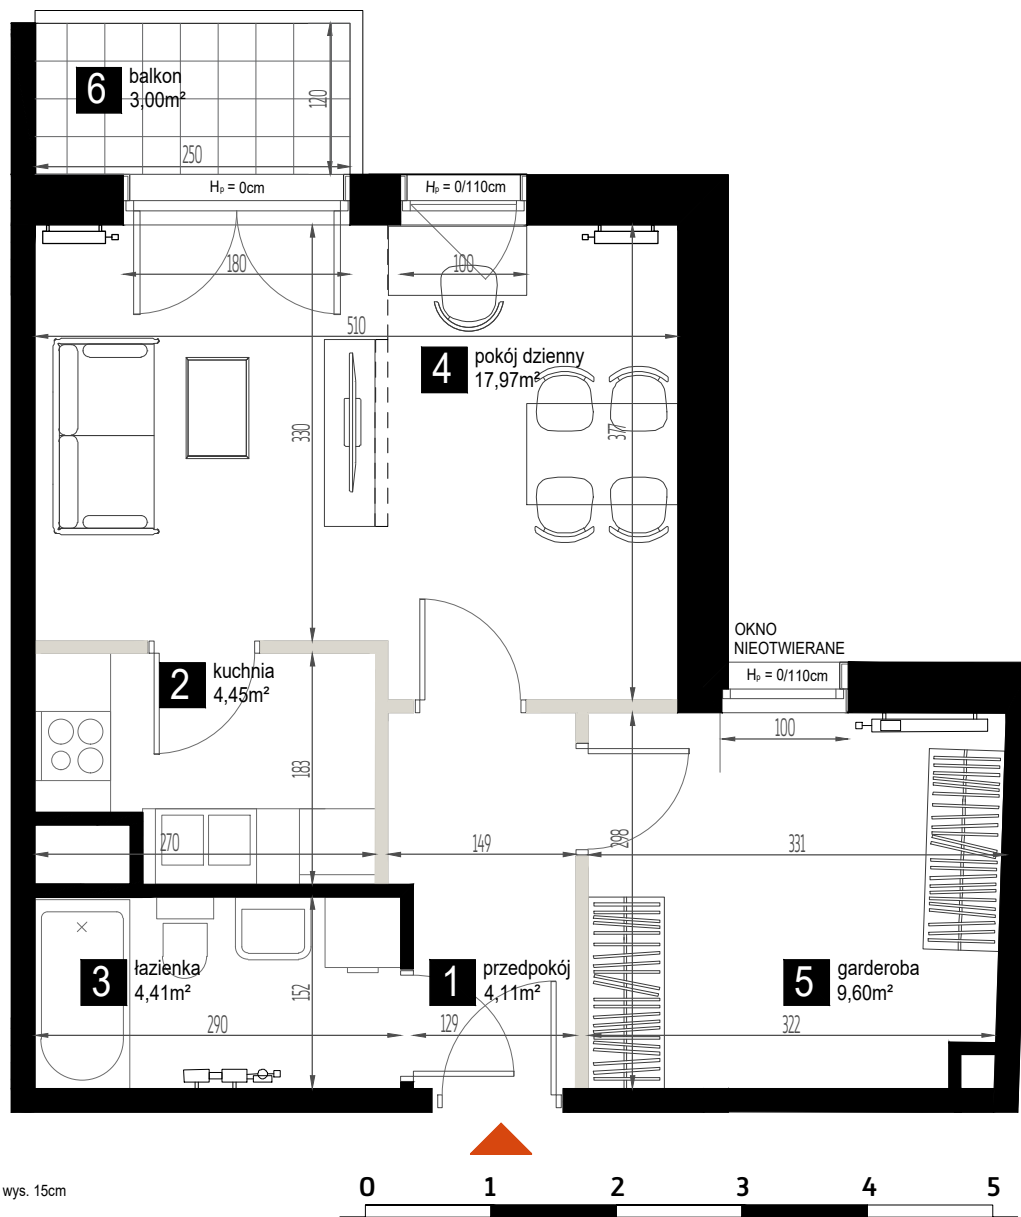 6
balkon
3,00m²
120
250
Hₚ = 0cm
Hₚ = 0/110cm
180
100
510
4
pokój dzienny
17,97m²
330
377
OKNO
NIEOTWIERANE
Hₚ = 0/110cm
2
kuchnia
4,45m²
100
183
270
149
298
331
3
łazienka
4,41m²
152
1
przedpokój
4,11m²
5
garderoba
9,60m²
290
129
322
wys. 15cm
0 1 2 3 4 5